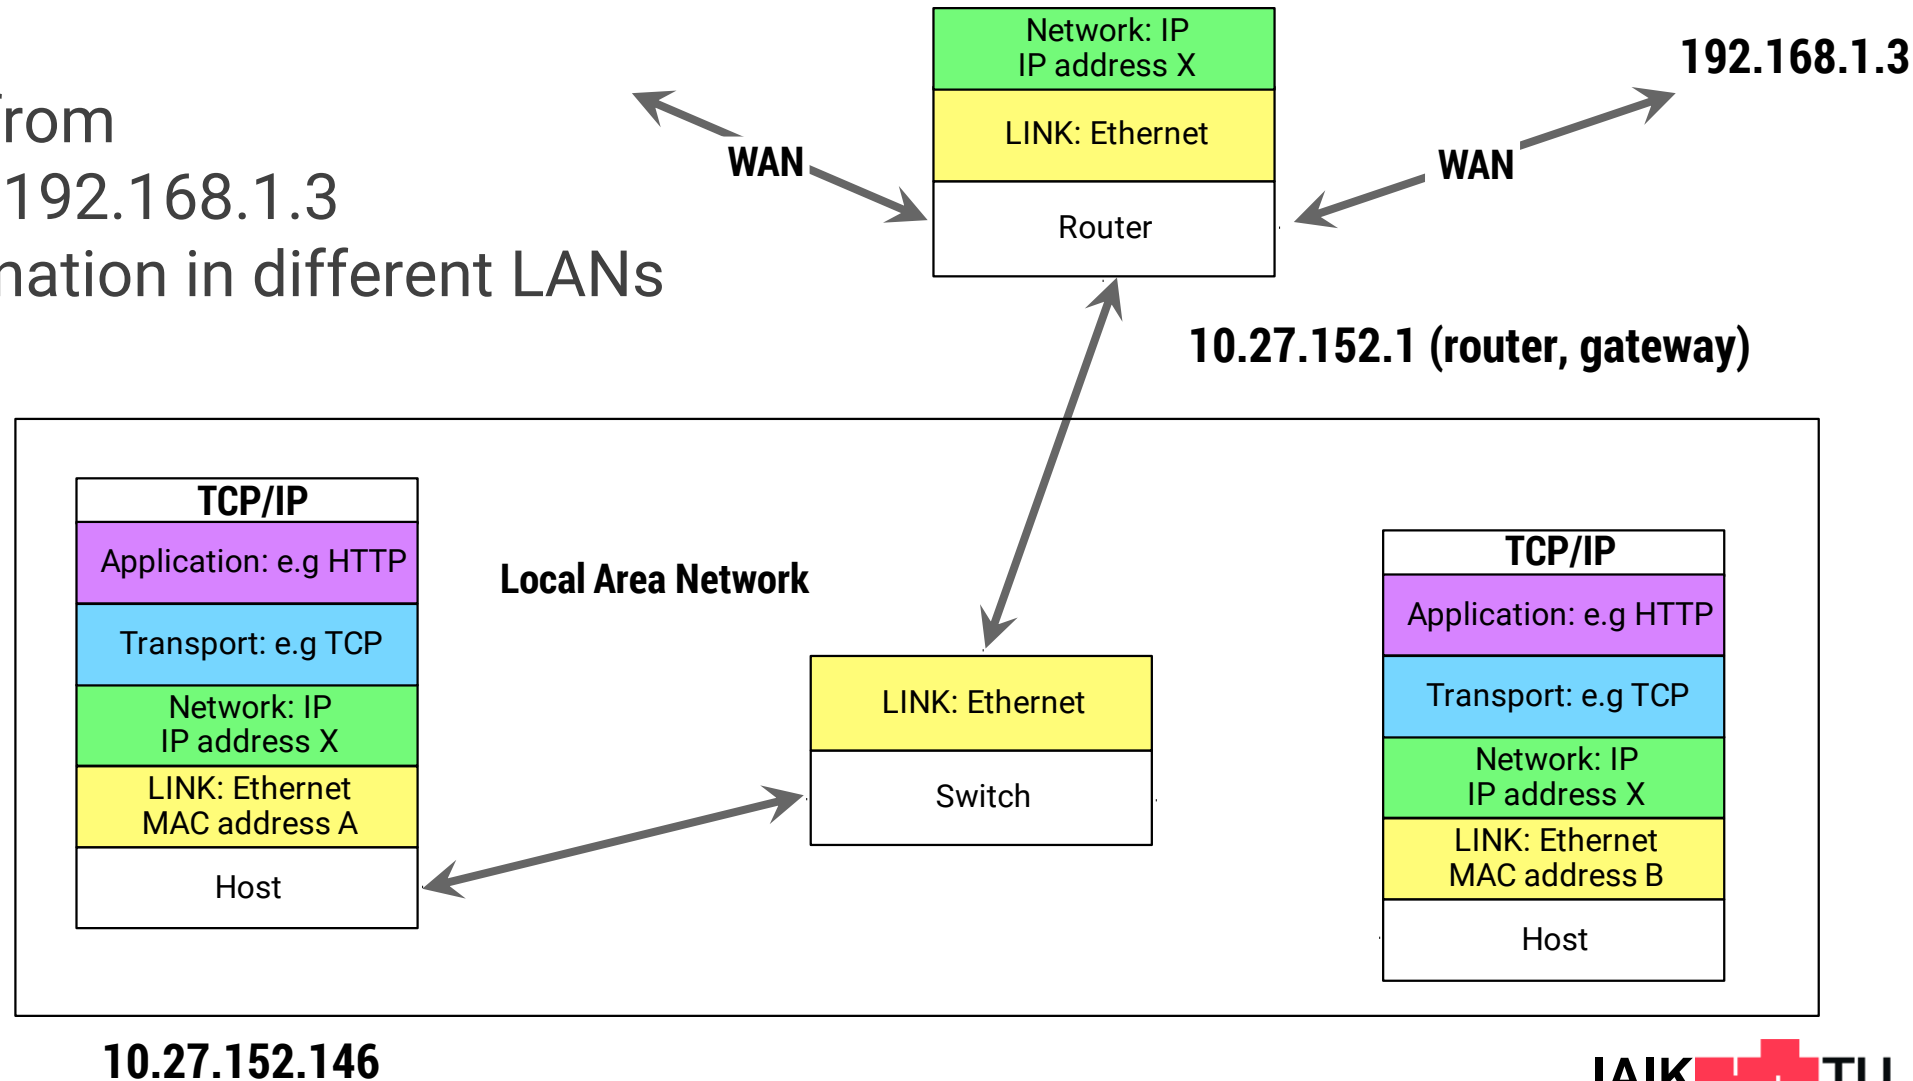 Network: IP
IP address X
LINK: Ethernet
Router
192.168.1.3
WAN
WAN
rom
192.168.1.3
nation in different LANs
10.27.152.1 (router, gateway)
TCP/IP
Application: e.g HTTP
Transport: e.g TCP
Network: IP
IP address X
LINK: Ethernet
MAC address A
Host
Local Area Network
LINK: Ethernet
Switch
TCP/IP
Application: e.g HTTP
Transport: e.g TCP
Network: IP
IP address X
LINK: Ethernet
MAC address B
Host
10.27.152.146
IAIK TU